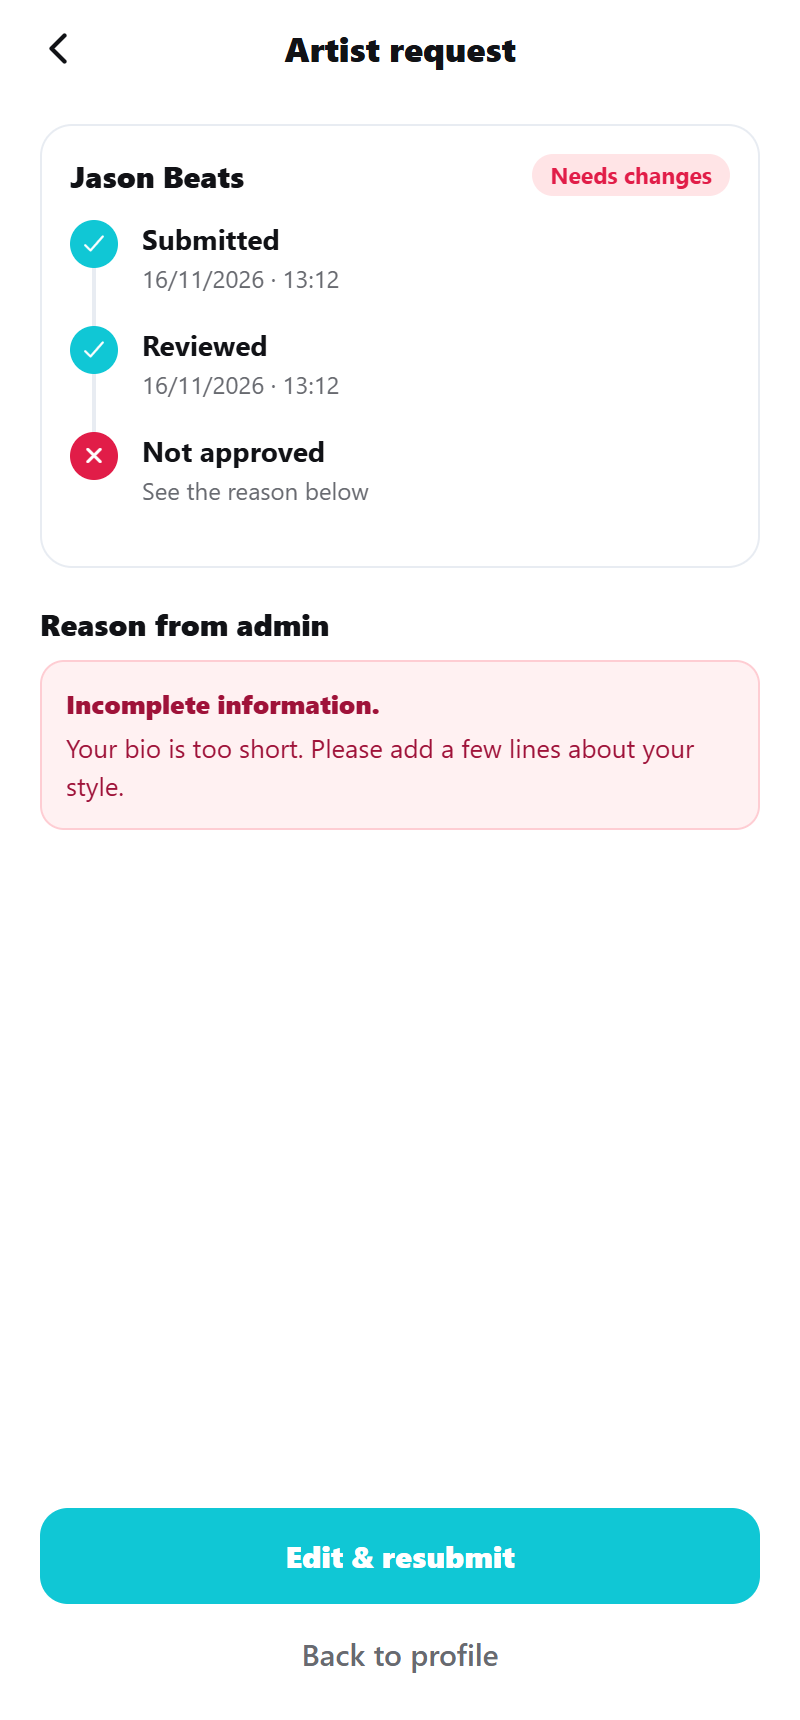 Artist request
Jason Beats
Needs changes
Submitted
16/11/2026 · 13:12
Reviewed
16/11/2026 · 13:12
Not approved
See the reason below
Reason from admin
Incomplete information.
Your bio is too short. Please add a few lines about your
style.
Edit & resubmit
Back to profile